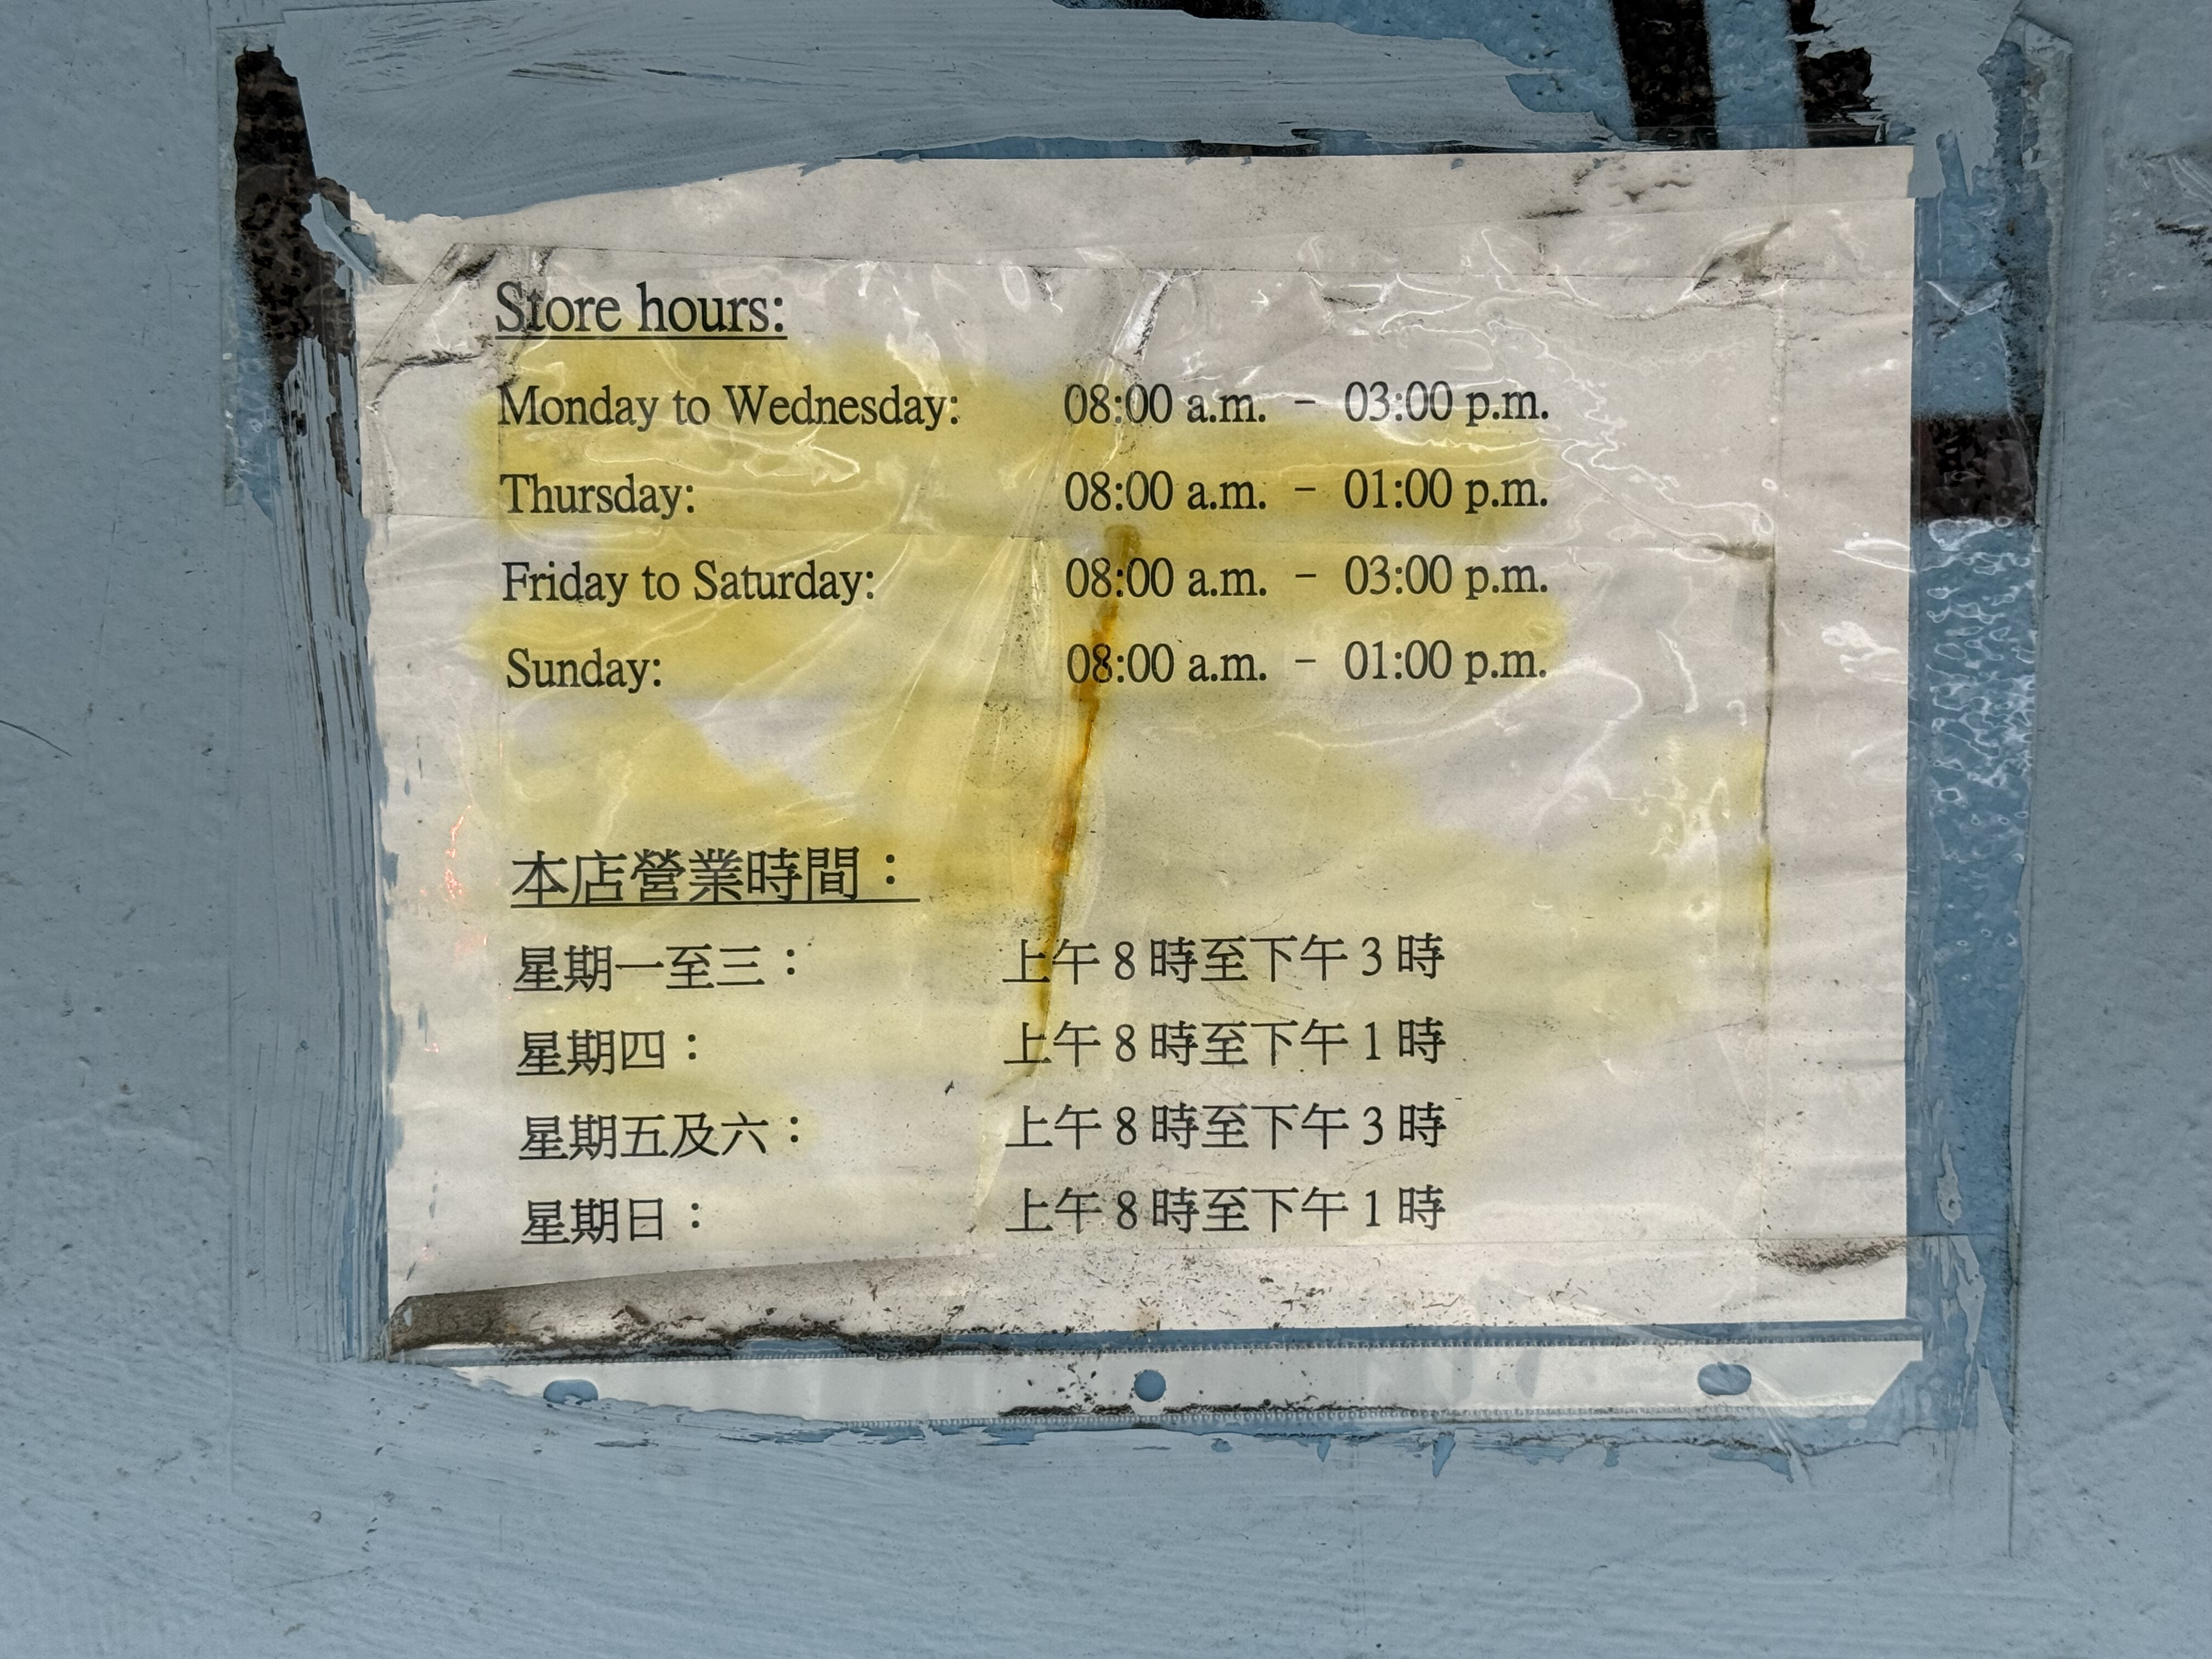 Store hours:
Monday to Wednesday: 08:00 a.m. - 03:00 p.m.
Thursday: 08:00 a.m. - 01:00 p.m.
Friday to Saturday: 08:00 a.m. - 03:00 p.m.
Sunday: 08:00 a.m. - 01:00 p.m.
本店營業時間：
星期一至三： 上午 8 時至下午 3 時
星期四： 上午 8 時至下午 1 時
星期五及六： 上午 8 時至下午 3 時
星期日： 上午 8 時至下午 1 時